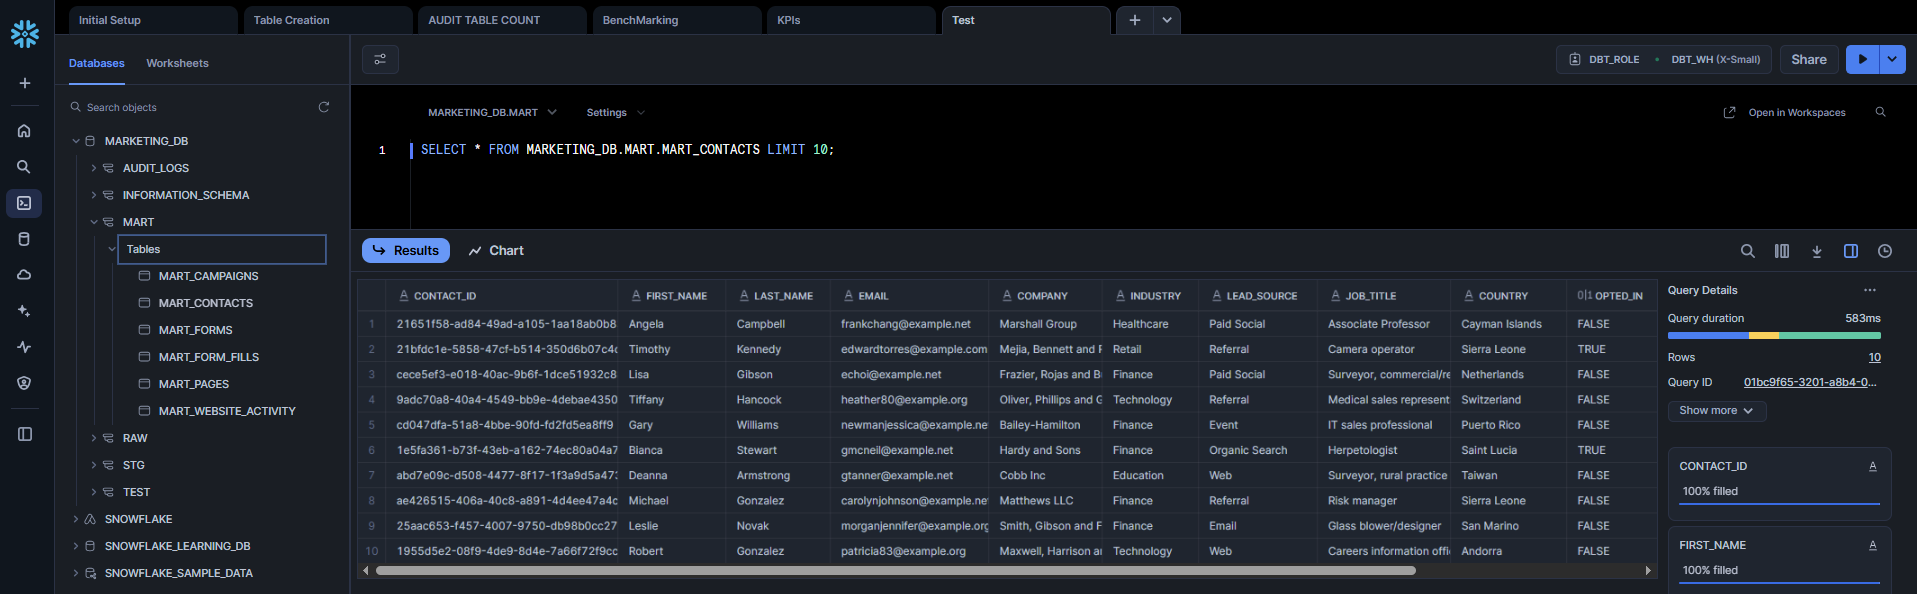 Initial Setup
Table Creation
AUDIT TABLE COUNT
BenchMarking
KPIs
Test
Databases
Worksheets
Search objects
MARKETING_DB
AUDIT_LOGS
INFORMATION_SCHEMA
MART
Tables
MART_CAMPAIGNS
MART_CONTACTS
MART_FORMS
MART_FORM_FILLS
MART_PAGES
MART_WEBSITE_ACTIVITY
RAW
STG
TEST
SNOWFLAKE
SNOWFLAKE_LEARNING_DB
SNOWFLAKE_SAMPLE_DATA
DBT_ROLE • DBT_WH (X-Small)
Share
MARKETING_DB.MART
Settings
Open in Workspaces
1 SELECT * FROM MARKETING_DB.MART.MART_CONTACTS LIMIT 10;
Results
Chart
CONTACT_ID FIRST_NAME LAST_NAME EMAIL COMPANY INDUSTRY LEAD_SOURCE JOB_TITLE COUNTRY OPTED_IN
1 21651f58-ad84-49ad-a105-1aa18ab0b8 Angela Campbell frankchang@example.net Marshall Group Healthcare Paid Social Associate Professor Cayman Islands FALSE
2 21bfdc1e-5858-47cf-b514-350d6b07c4c Timothy Kennedy edwardtorres@example.com Mejia, Bennett and Retail Referral Camera operator Sierra Leone TRUE
3 cece5ef3-e018-40ac-9b6f-1dce51932c8 Lisa Gibson echoi@example.net Frazier, Rojas and B Finance Paid Social Surveyor, commercial/re Netherlands FALSE
4 9adc70a8-40a4-4549-bb9e-4debae4350 Tiffany Hancock heather80@example.org Oliver, Phillips and G Technology Referral Medical sales represent Switzerland FALSE
5 cd047dfa-51a8-4bbe-90fd-fd2fd5ea8ff9 Gary Williams newmanjessica@example.ne Bailey-Hamilton Finance Event IT sales professional Puerto Rico FALSE
6 1e5fa361-b73f-43eb-a162-74ec80a04a7 Bianca Stewart gmcneil@example.net Hardy and Sons Finance Organic Search Herpetologist Saint Lucia TRUE
7 abd7e09c-d508-4477-8f17-1f3a9d5a473 Deanna Armstrong gtanner@example.net Cobb Inc Education Web Surveyor, rural practice Taiwan FALSE
8 ae426515-406a-40c8-a891-4d4ee47a4c Michael Gonzalez carolynjohnson@example.ne Matthews LLC Finance Referral Risk manager Sierra Leone FALSE
9 25aac653-f457-4007-9750-db98b0cc27 Leslie Novak morganjennifer@example.org Smith, Gibson and F Finance Email Glass blower/designer San Marino FALSE
10 1955d5e2-08f9-4de9-8d4e-7a66f72f9cc Robert Gonzalez patricia83@example.org Maxwell, Harrison a Technology Web Careers information offi Andorra FALSE
Query Details
Query duration 583ms
Rows 10
Query ID 01bc9f65-3201-a8b4-0...
Show more
CONTACT_ID
100% filled
FIRST_NAME
100% filled